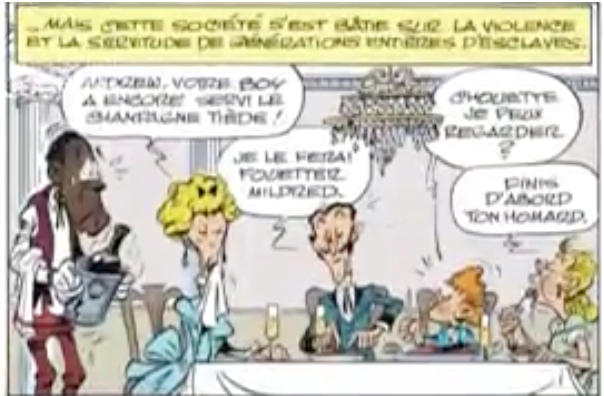 ...MAIS CETTE SOCIÉTÉ S'EST BÂTIE SUR LA VIOLENCE
ET LA SERVITUDE DE GÉNÉRATIONS ENTIÈRES D'ESCLAVES.
ANDREW, VOTRE BOY
A ENCORE SERVI LE
CHAMPAGNE TIÈDE !
JE LE FERAI
FOUETTER
MILDRED.
CHOUETTE
JE PEUX
REGARDER
?
FINIS
D'ABORD
TON HOMARD.